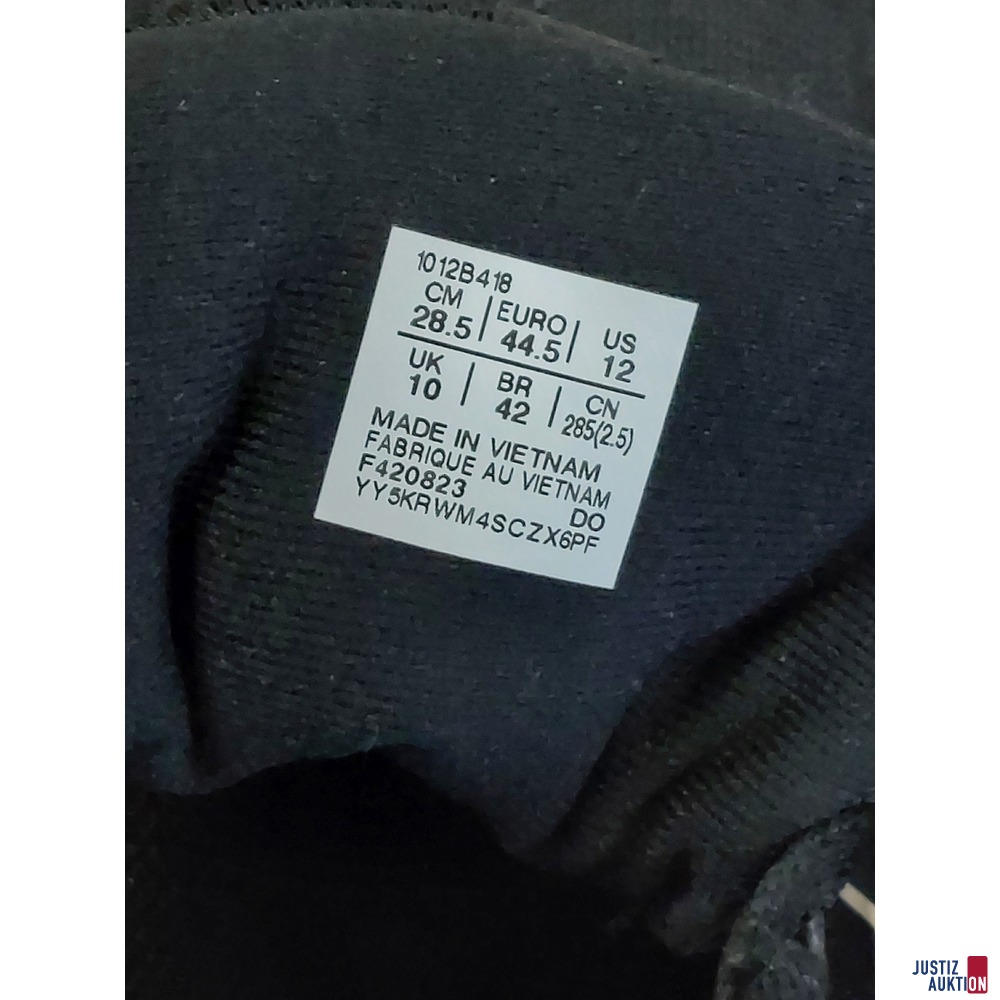 1012B418
CM | EURO | US
28.5 | 44.5 | 12
UK | BR | CN
10 | 42 | 285(2.5)
MADE IN VIETNAM
FABRIQUE AU VIETNAM
F420823 DO
YY5KRWM4SCZX6PF
JUSTIZ
AUKTION